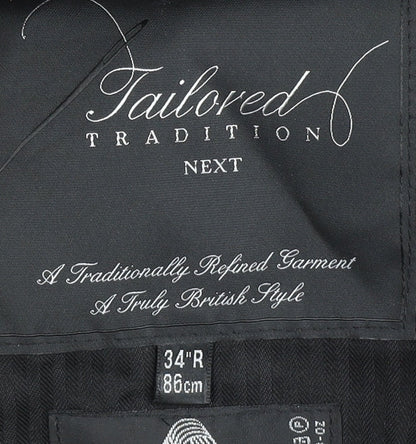 Tailored
TRADITION
NEXT
A Traditionally Refined Garment
A Truly British Style
34"R
86cm
P